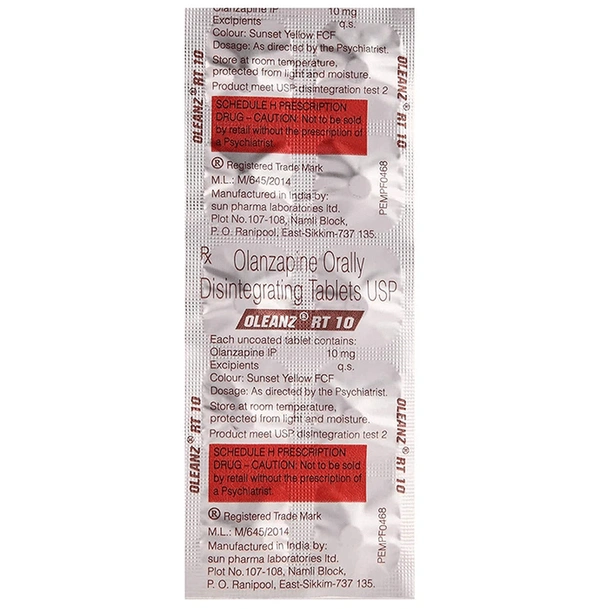 Olanzapine IP 10 mg
Excipients q.s.
Colour: Sunset Yellow FCF
Dosage: As directed by the Psychiatrist.
Store at room temperature,
protected from light and moisture.
Product meet USP disintegration test 2
SCHEDULE H PRESCRIPTION
DRUG – CAUTION: Not to be sold
by retail without the prescription of
a Psychiatrist.
® Registered Trade Mark
M.L.: M/645/2014
Manufactured in India by:
sun pharma laboratories ltd.
Plot No.107-108, Namli Block,
P. O. Ranipool, East-Sikkim-737 135.
PEMPF0468
OLEANZ® RT 10
OLEANZ® RT 10
Rx Olanzapine Orally
Disintegrating Tablets USP
OLEANZ® RT 10
Each uncoated tablet contains:
Olanzapine IP 10 mg
Excipients q.s.
Colour: Sunset Yellow FCF
Dosage: As directed by the Psychiatrist.
Store at room temperature,
protected from light and moisture.
Product meet USP disintegration test 2
SCHEDULE H PRESCRIPTION
DRUG – CAUTION: Not to be sold
by retail without the prescription of
a Psychiatrist.
® Registered Trade Mark
M.L.: M/645/2014
Manufactured in India by:
sun pharma laboratories ltd.
Plot No.107-108, Namli Block,
P. O. Ranipool, East-Sikkim-737 135.
PEMPF0468
OLEANZ® RT 10
OLEANZ® RT 10